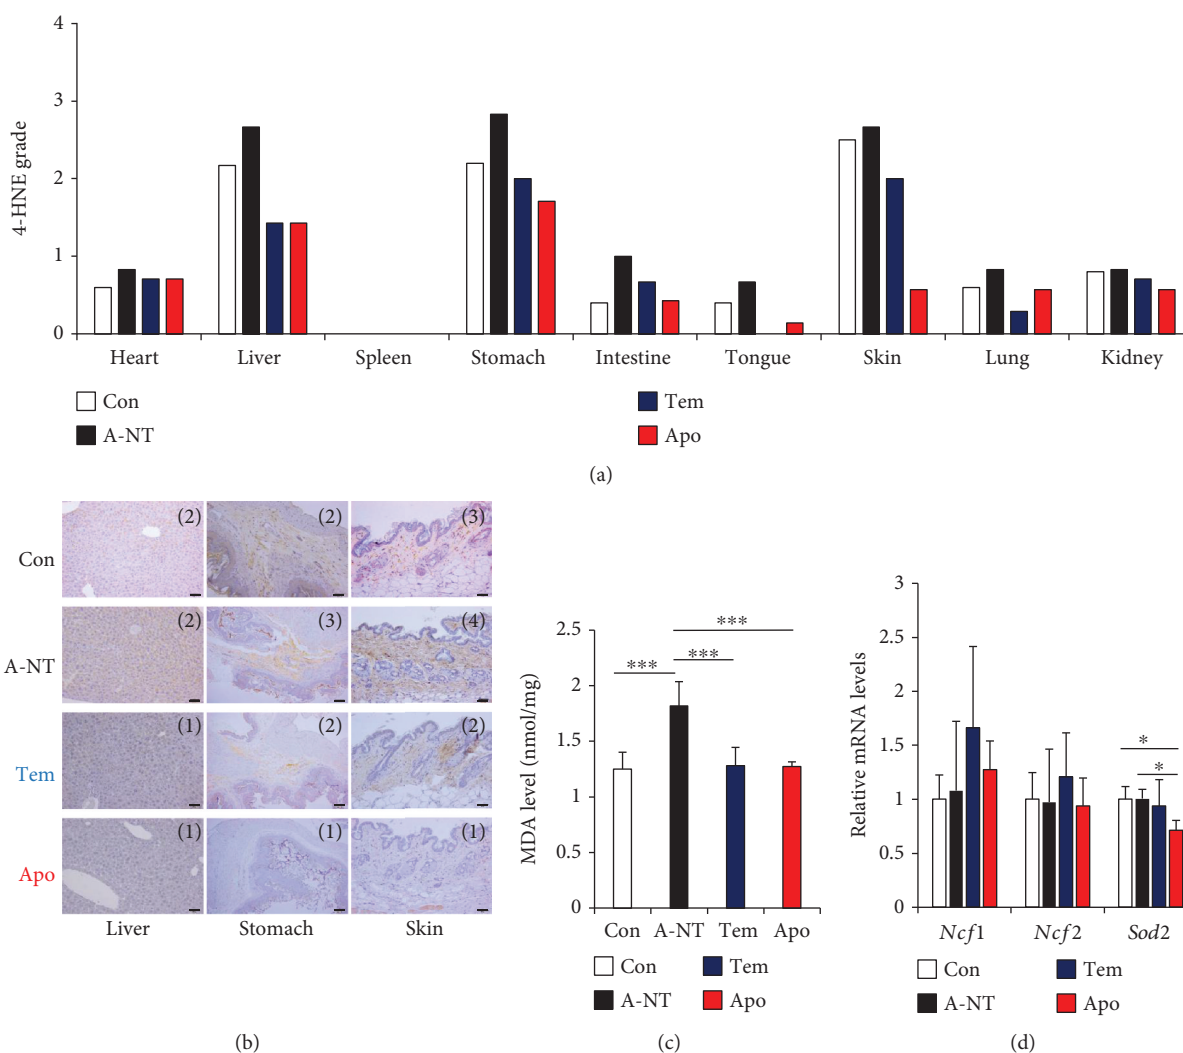 4
3
2
1
0
4-HNE grade
Heart Liver Spleen Stomach Intestine Tongue Skin Lung Kidney
Con Tem
A-NT Apo
(a)
Con (2) (2) (3)
A-NT (2) (3) (4)
Tem (1) (2) (2)
Apo (1) (1) (1)
Liver Stomach Skin
(b)
2.5
2
1.5
1
0.5
0
MDA level (nmol/mg)
***
*** ***
Con A-NT Tem Apo
Con Tem
A-NT Apo
(c)
3
2.5
2
1.5
1
0.5
0
Relative mRNA levels
*
*
Ncf1 Ncf2 Sod2
Con Tem
A-NT Apo
(d)